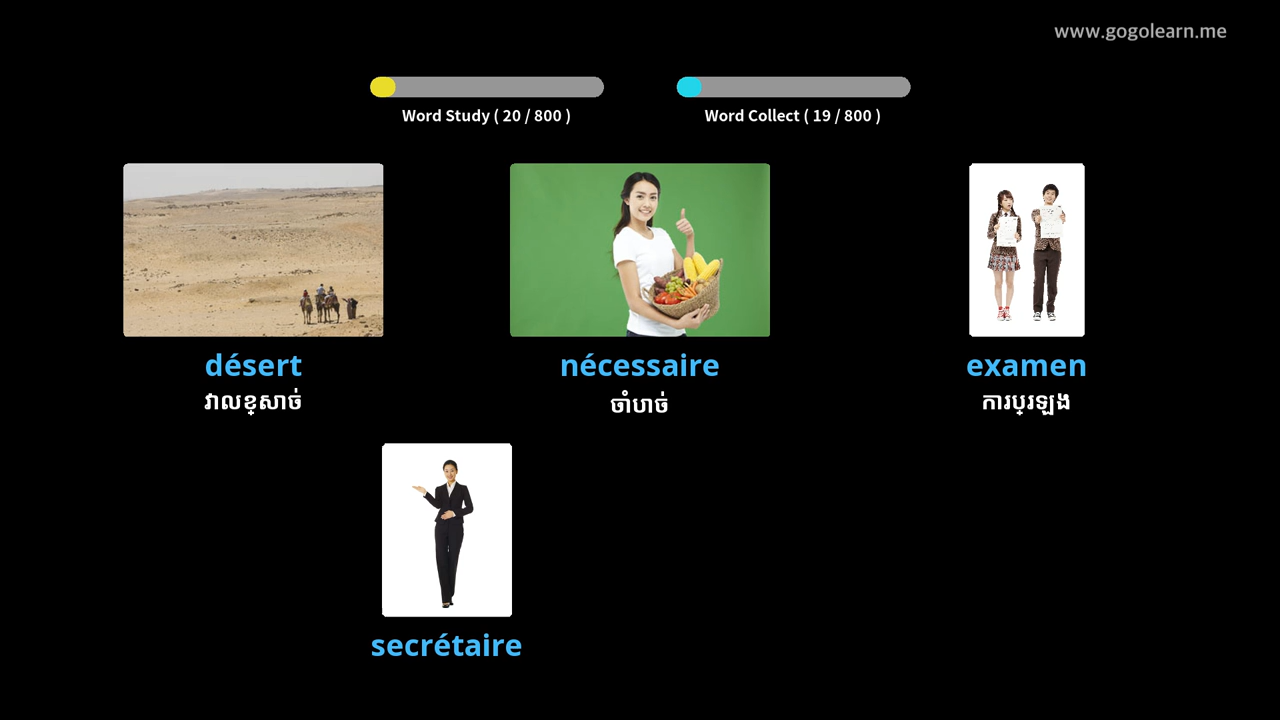 www.gogolearn.me
Word Study ( 20 / 800 )
Word Collect ( 19 / 800 )
désert
វាលខ្សាច់
nécessaire
ចាំបាច់
examen
ការប្រឡង
secrétaire